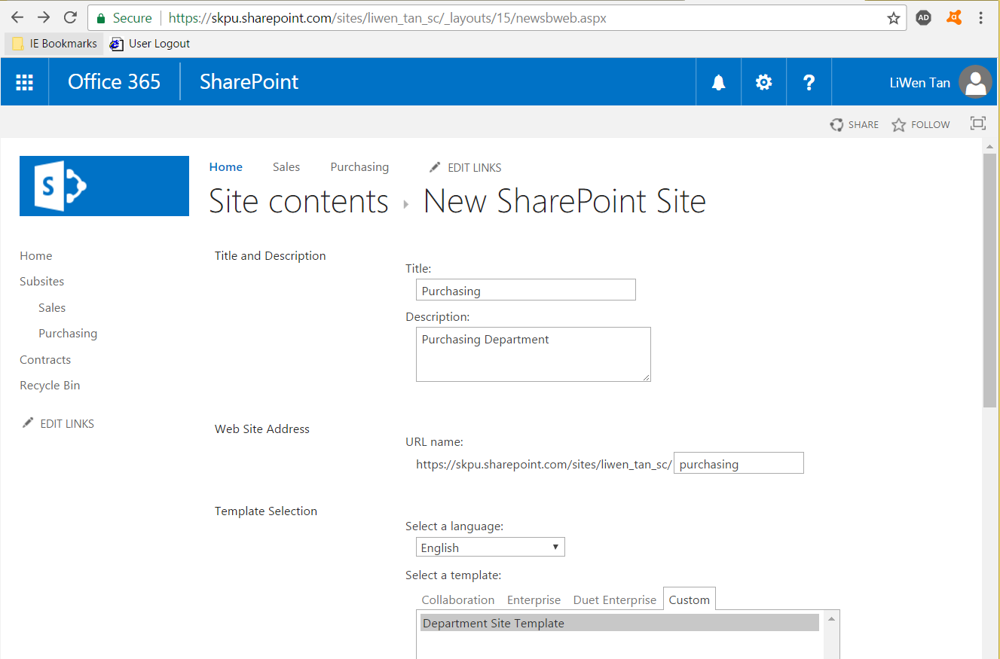 Secure https://skpu.sharepoint.com/sites/liwen_tan_sc/_layouts/15/newsbweb.aspx AD a
IE Bookmarks User Logout
Office 365 SharePoint ? LiWen Tan
SHARE FOLLOW
S
Home Sales Purchasing EDIT LINKS
Site contents New SharePoint Site
Home
Subsites
Sales
Purchasing
Contracts
Recycle Bin
EDIT LINKS
Title and Description
Title:
Purchasing
Description:
Purchasing Department
Web Site Address
URL name:
https://skpu.sharepoint.com/sites/liwen_tan_sc/ purchasing
Template Selection
Select a language:
English
Select a template:
Collaboration Enterprise Duet Enterprise Custom
Department Site Template